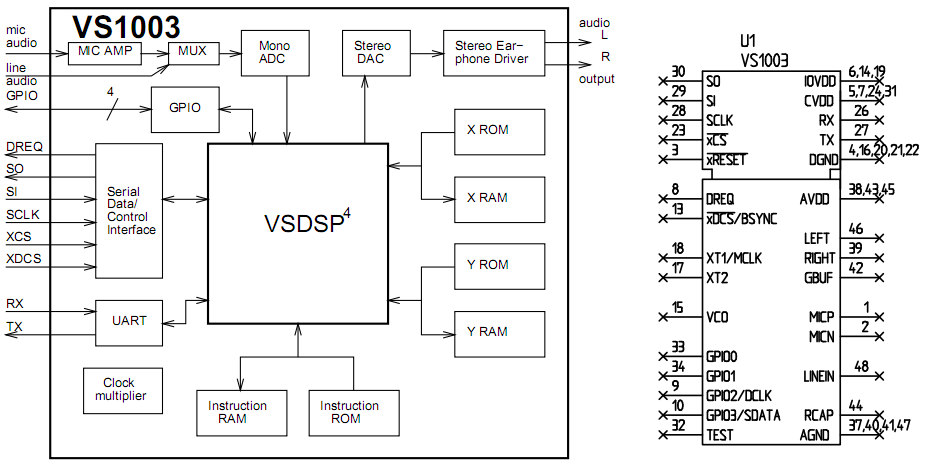 VS1003
mic
audio
line
audio
MIC AMP
MUX
Mono
ADC
Stereo
DAC
Stereo Ear-
phone Driver
audio
L
R
output
GPIO
4
GPIO
DREQ
SO
SI
SCLK
XCS
XDCS
Serial
Data/
Control
Interface
VSDSP4
X ROM
X RAM
Y ROM
Y RAM
RX
TX
UART
Clock
multiplier
Instruction
RAM
Instruction
ROM
U1
VS1003
30 SO IOVDD 6,14,19
29 SI CVDD 5,7,24,31
28 SCLK RX 26
23 xCS TX 27
3 xRESET DGND 4,16,20,21,22
8 DREQ AVDD 38,43,45
13 xDCS/BSYNC
LEFT 46
18 XT1/MCLK RIGHT 39
17 XT2 GBUF 42
15 VCO MICP 1
MICN 2
33 GPIO0
34 GPIO1 LINEIN 48
9 GPIO2/DCLK
10 GPIO3/SDATA RCAP 44
32 TEST AGND 37,40,41,47